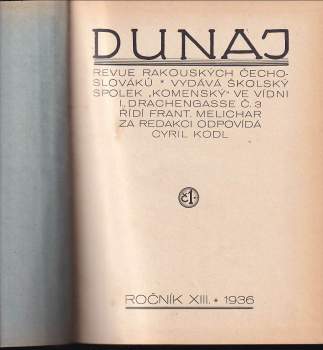 DUNAJ
REVUE RAKOUSKÝCH ČECHO-
SLOVÁKŮ * VYDÁVÁ ŠKOLSKÝ
SPOLEK „KOMENSKÝ“ VE VÍDNI
I., DRACHENGASSE Č. 3
ŘÍDÍ FRANT. MELICHAR
ZA REDAKCI ODPOVÍDÁ
CYRIL KODL
č1.
ROČNÍK XIII. * 1936